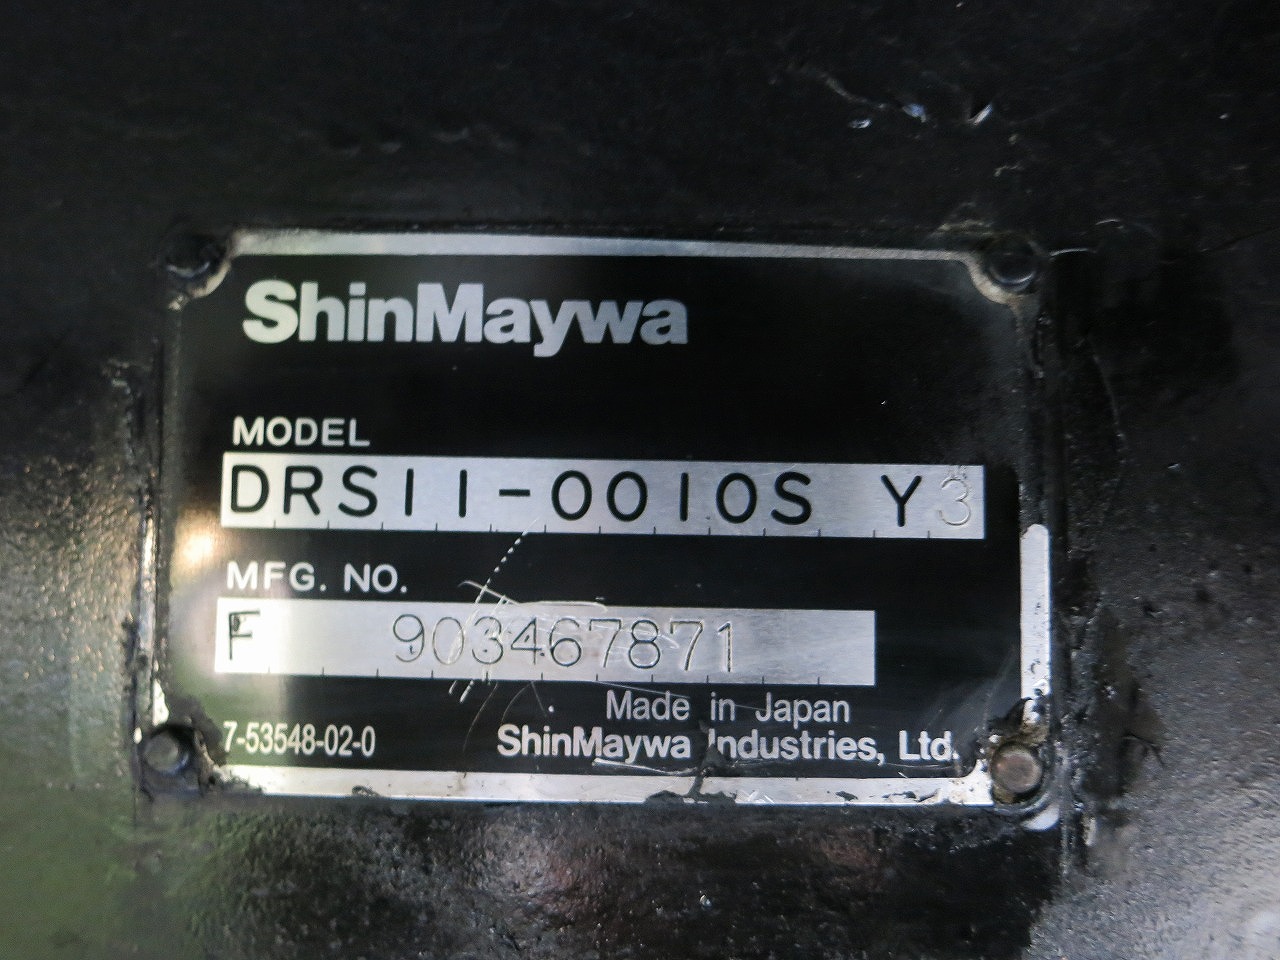 ShinMaywa
MODEL
DRS11-0010S Y3
MFG. NO.
F 903467871
Made in Japan
7-53548-02-0 ShinMaywa Industries, Ltd.